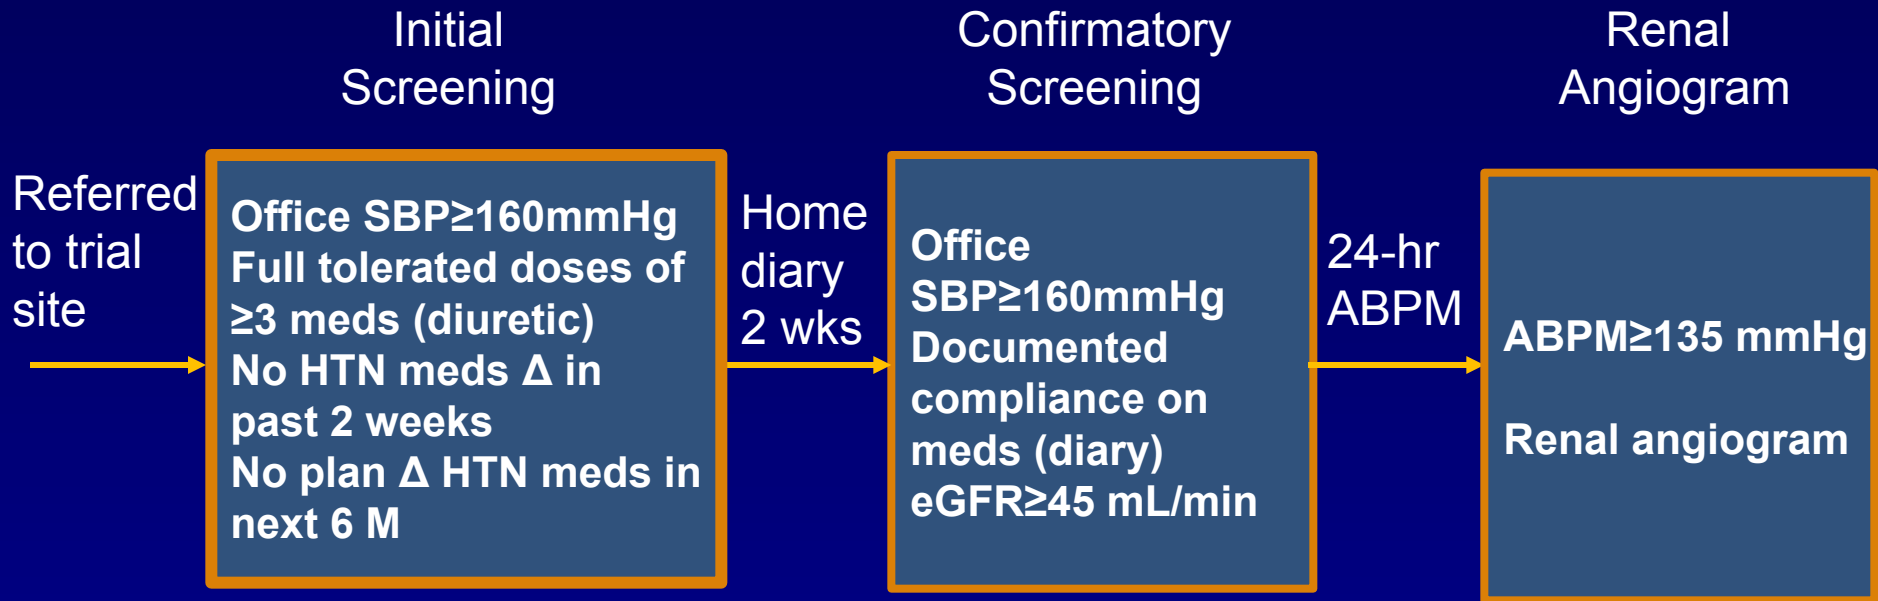 Initial
Screening
Confirmatory
Screening
Renal
Angiogram
Referred
to trial
site
Office SBP≥160mmHg
Full tolerated doses of
≥3 meds (diuretic)
No HTN meds Δ in
past 2 weeks
No plan Δ HTN meds in
next 6 M
Home
diary
2 wks
Office
SBP≥160mmHg
Documented
compliance on
meds (diary)
eGFR≥45 mL/min
24-hr
ABPM
ABPM≥135 mmHg
Renal angiogram